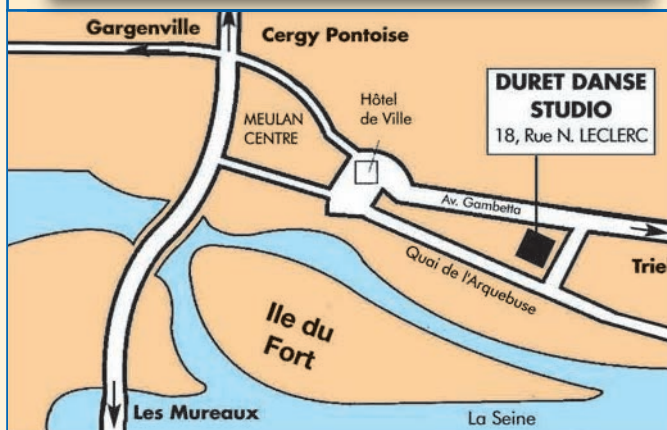 Gargenville
Cergy Pontoise
DURET DANSE
STUDIO
18, Rue N. LECLERC
Hôtel
de Ville
MEULAN
CENTRE
Av. Gambetta
Quai de l'Arquebuse
Trie
Ile du
Fort
Les Mureaux
La Seine